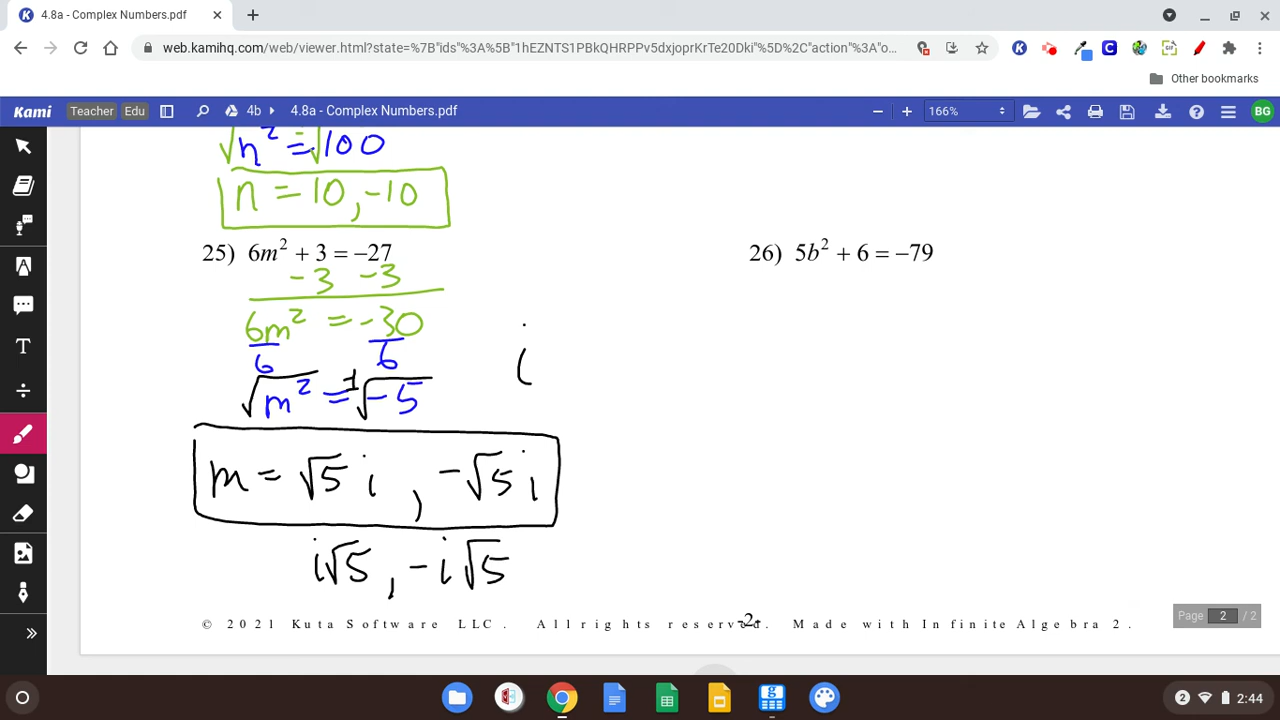 4.8a - Complex Numbers.pdf
web.kamihq.com/web/viewer.html?state=%7B"ids"%3A%5B"1hEZNTS1PBkQHRPPv5dxjoprKrTe20Dki"%5D%2C"action"%3A"o...
Other bookmarks
Kami Teacher Edu 4b 4.8a - Complex Numbers.pdf 166% BG
√n² = √100
n = 10, -10
25) 6m² + 3 = −27
-3 -3
6m² = -30
6 6
√m² = ±√-5
i
m = √5 i , -√5 i
i√5 , -i√5
26) 5b² + 6 = −79
© 2021 Kuta Software LLC. All rights reserved. Made with Infinite Algebra 2.
-2-
Page 2 / 2
2 2:44